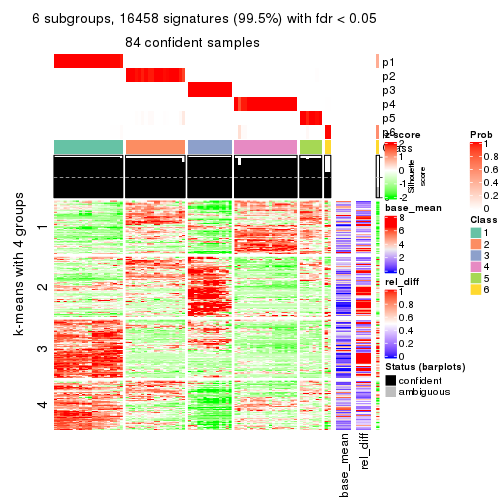 6 subgroups, 16458 signatures (99.5%) with fdr < 0.05
84 confident samples
p1
p2
p3
p4
p5
p6
Class
Silhouette
score
1
2
3
4
k-means with 4 groups
base_mean
rel_diff
z-score
2
1
0
-1
-2
base_mean
8
6
4
2
0
rel_diff
1
0.8
0.6
0.4
0.2
0
Status (barplots)
confident
ambiguous
Prob
1
0.8
0.6
0.4
0.2
0
Class
1
2
3
4
5
6